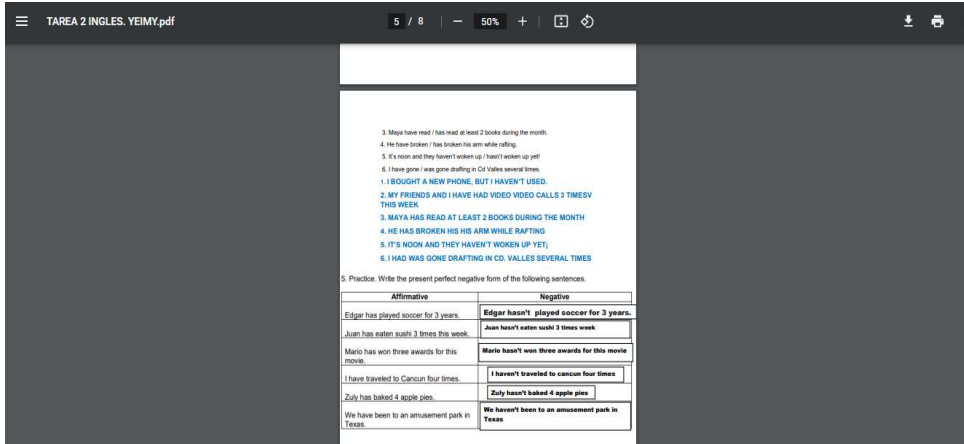 TAREA 2 INGLES. YEIMY.pdf
5 / 8
50%
3. Maya have read / has read at least 2 books during the month.
4. He have broken / has broken his arm while rafting.
5. It's noon and they haven't woken up / hasn't woken up yet!
6. I have gone / was gone drafting in Cd Valles several times.
1. I BOUGHT A NEW PHONE, BUT I HAVEN'T USED.
2. MY FRIENDS AND I HAVE HAD VIDEO VIDEO CALLS 3 TIMESV
THIS WEEK
3. MAYA HAS READ AT LEAST 2 BOOKS DURING THE MONTH
4. HE HAS BROKEN HIS HIS ARM WHILE RAFTING
5. IT'S NOON AND THEY HAVEN'T WOKEN UP YET¡
6. I HAD WAS GONE DRAFTING IN CD. VALLES SEVERAL TIMES
5. Practice. Write the present perfect negative form of the following sentences.
Affirmative Negative
Edgar has played soccer for 3 years. Edgar hasn't played soccer for 3 years.
Juan has eaten sushi 3 times this week. Juan hasn't eaten sushi 3 times week
Mario has won three awards for this Mario hasn't won three awards for this movie
movie.
I have traveled to Cancun four times. I haven't traveled to cancun four times
Zuly has baked 4 apple pies. Zuly hasn't baked 4 apple pies
We have been to an amusement park in We haven't been to an amusement park in
Texas. Texas